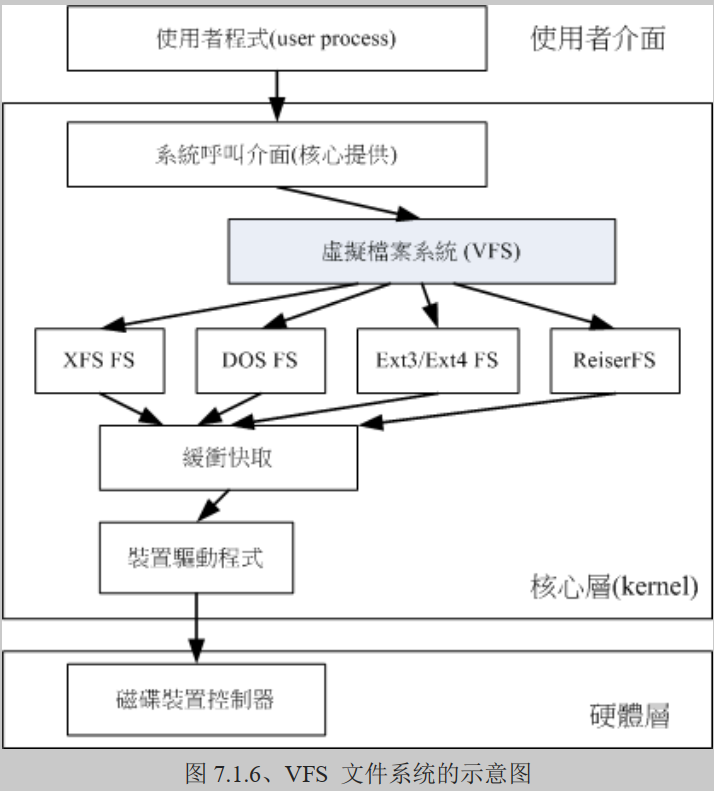 使用者程式(user process)
使用者介面
系統呼叫介面(核心提供)
虛擬檔案系統 (VFS)
XFS FS
DOS FS
Ext3/Ext4 FS
ReiserFS
緩衝快取
裝置驅動程式
核心層(kernel)
磁碟裝置控制器
硬體層
图 7.1.6、VFS 文件系统的示意图